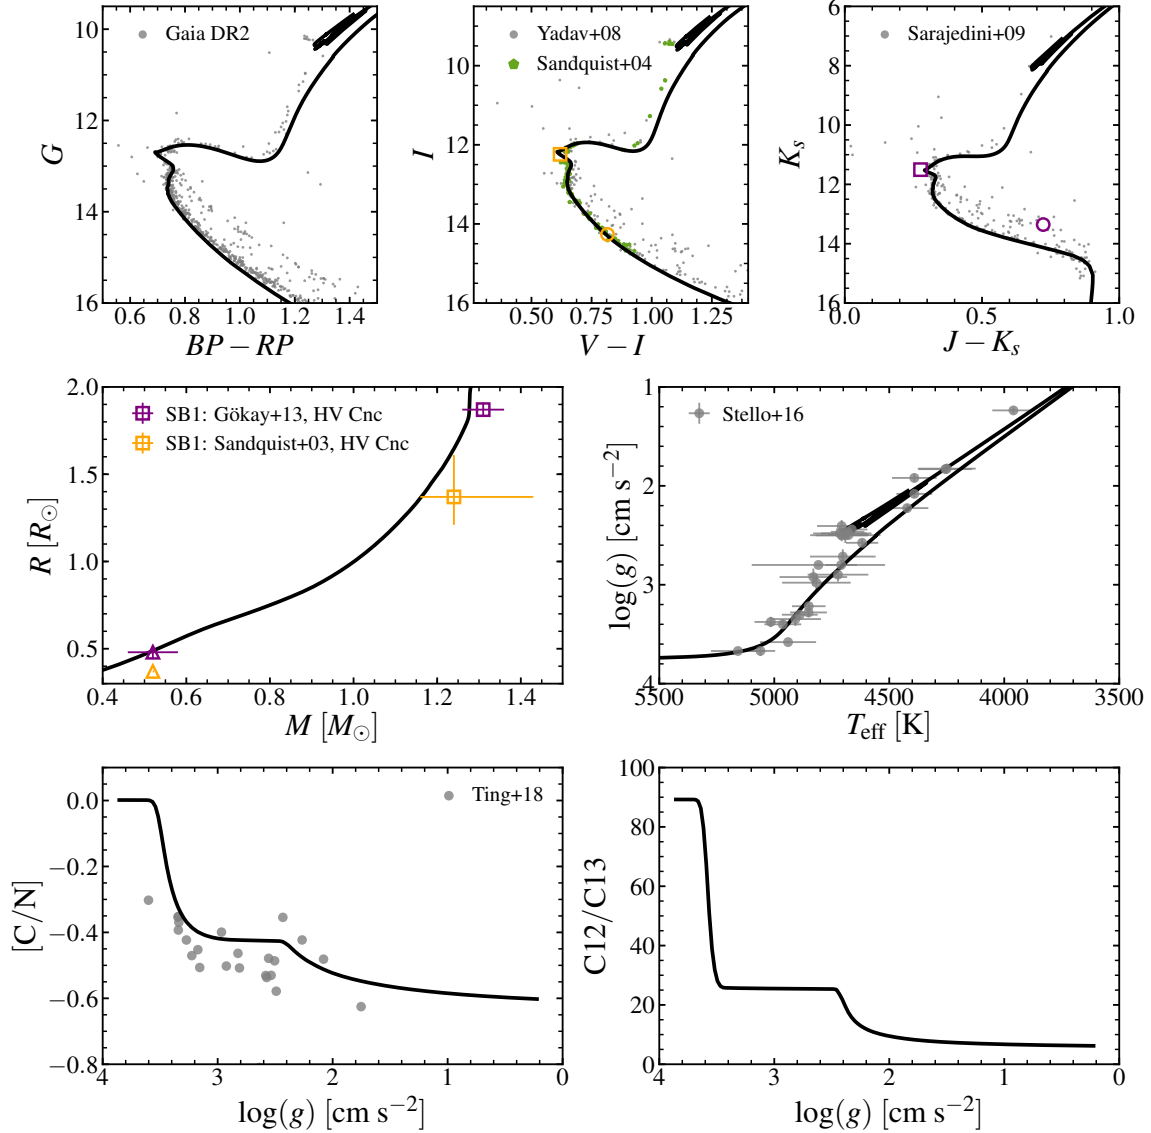 Gaia DR2
10
12
14
16
G
0.6 0.8 1.0 1.2 1.4
BP − RP
Yadav+08
Sandquist+04
10
12
14
16
I
0.50 0.75 1.00 1.25
V − I
Sarajedini+09
6
8
10
12
14
16
K_s
0.0 0.5 1.0
J − K_s
SB1: Gökay+13, HV Cnc
SB1: Sandquist+03, HV Cnc
2.0
1.5
1.0
0.5
R [R☉]
0.4 0.6 0.8 1.0 1.2 1.4
M [M☉]
Stello+16
1
2
3
4
log(g) [cm s⁻²]
5500 5000 4500 4000 3500
T_eff [K]
Ting+18
0.0
−0.2
−0.4
−0.6
−0.8
[C/N]
4 3 2 1 0
log(g) [cm s⁻²]
100
80
60
40
20
0
C12/C13
4 3 2 1 0
log(g) [cm s⁻²]